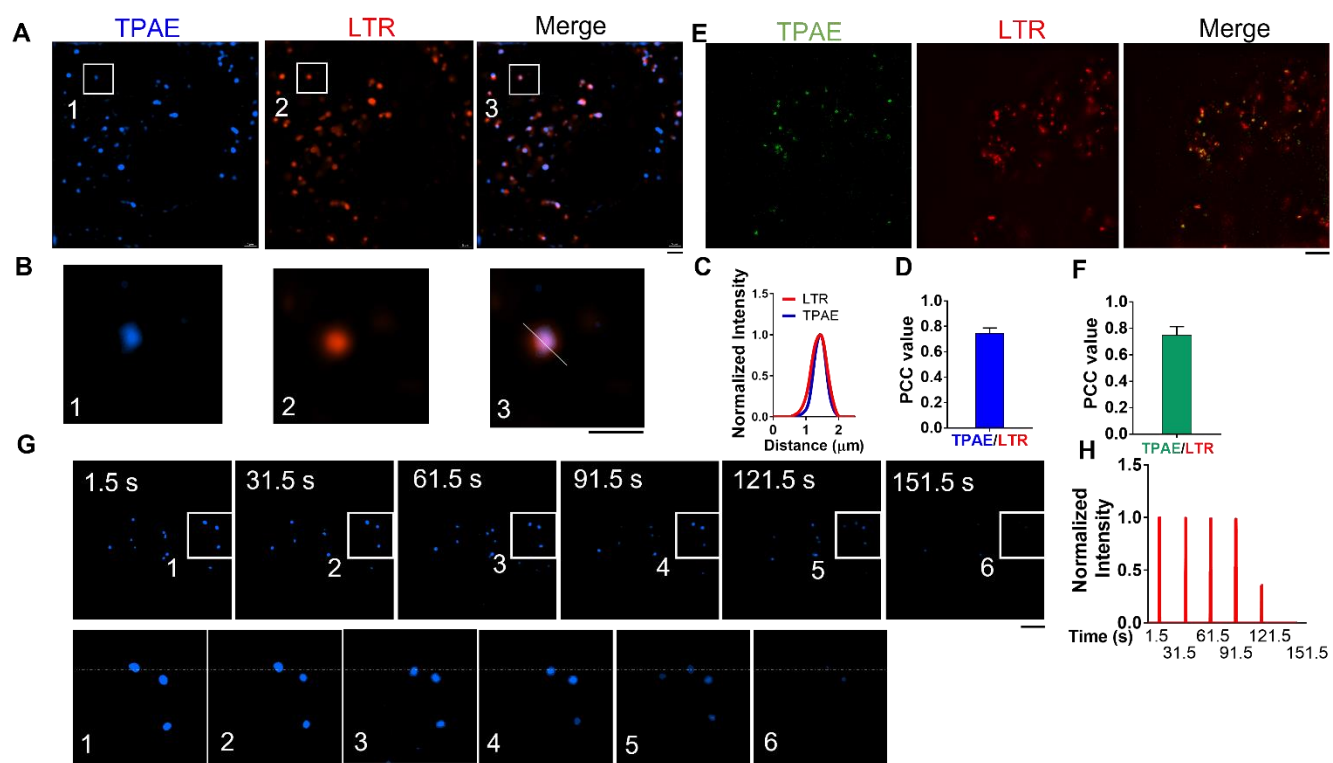 A
TPAE
LTR
Merge
1
2
3
B
1
2
3
E
TPAE
LTR
Merge
C
Normalized Intensity
1.5
1.0
0.5
0.0
LTR
TPAE
0
1
2
Distance (μm)
D
PCC value
1.0
0.8
0.6
0.4
0.2
0.0
TPAE/LTR
F
PCC value
1.0
0.8
0.6
0.4
0.2
0.0
TPAE/LTR
G
1.5 s
31.5 s
61.5 s
91.5 s
121.5 s
151.5 s
1
2
3
4
5
6
1
2
3
4
5
6
H
Normalized
Intensity
1.5
1.0
0.5
0.0
Time (s)
1.5
31.5
61.5
91.5
121.5
151.5